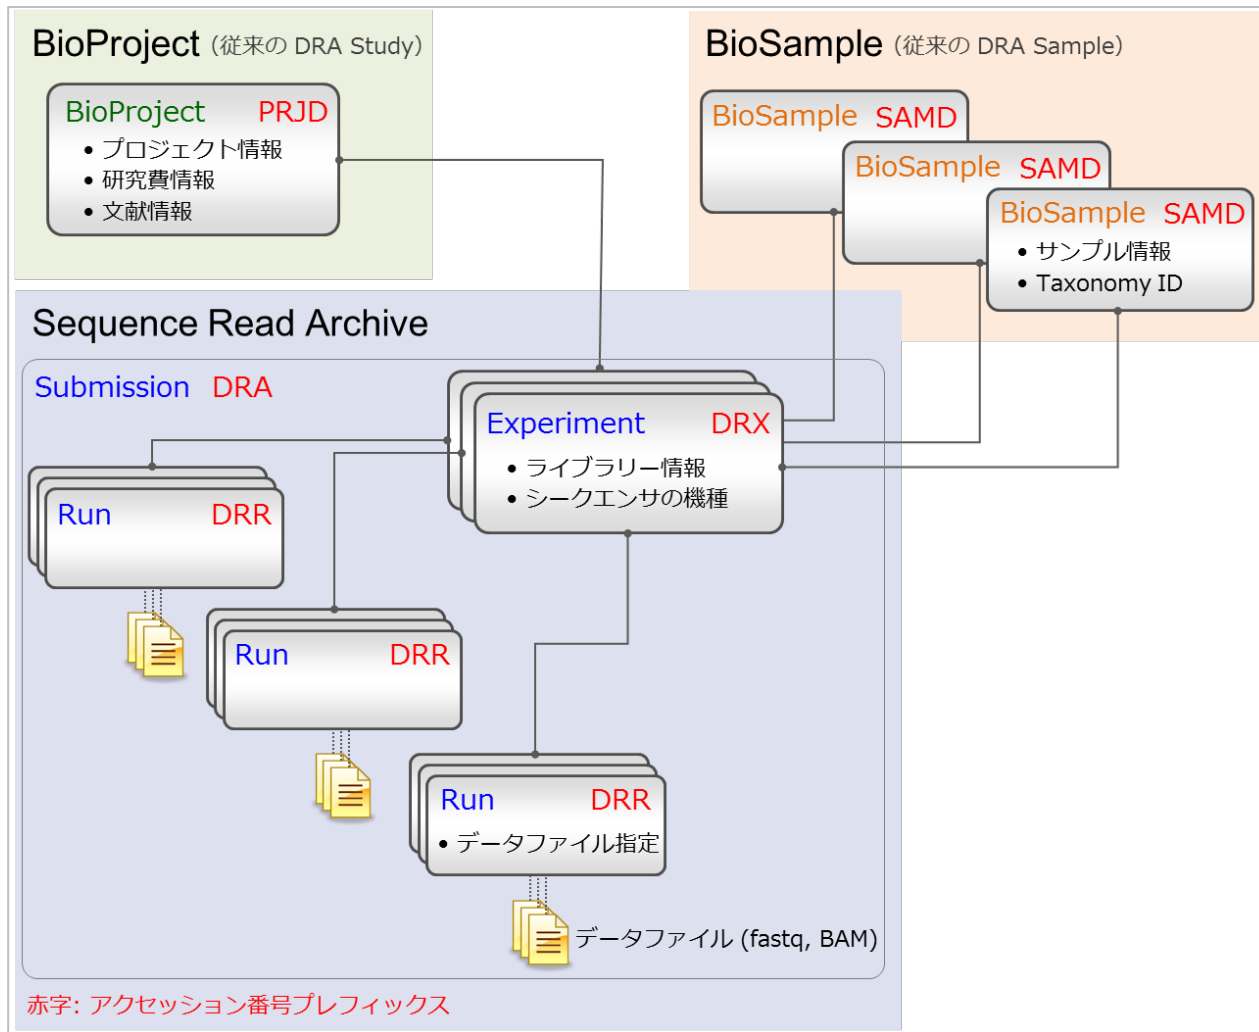 BioProject (従来の DRA Study)
BioProject PRJD
• プロジェクト情報
• 研究費情報
• 文献情報
BioSample (従来の DRA Sample)
BioSample SAMD
BioSample SAMD
BioSample SAMD
• サンプル情報
• Taxonomy ID
Sequence Read Archive
Submission DRA
Experiment DRX
• ライブラリー情報
• シークエンサの機種
Run DRR
Run DRR
Run DRR
• データファイル指定
データファイル (fastq, BAM)
赤字: アクセッション番号プレフィックス